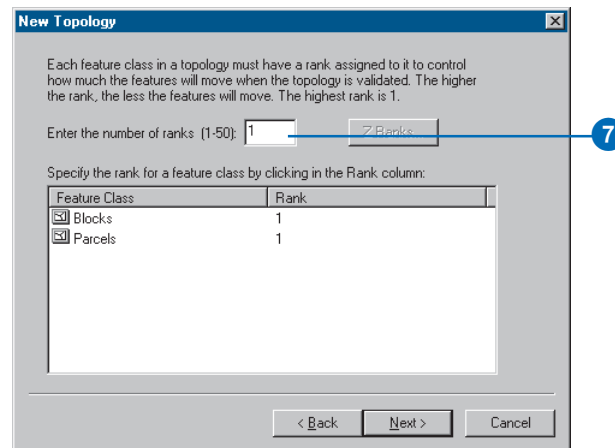 New Topology
Each feature class in a topology must have a rank assigned to it to control
how much the features will move when the topology is validated. The higher
the rank, the less the features will move. The highest rank is 1.
Enter the number of ranks (1-50): 1 Z Ranks...
7
Specify the rank for a feature class by clicking in the Rank column:
Feature Class Rank
Blocks 1
Parcels 1
< Back Next > Cancel